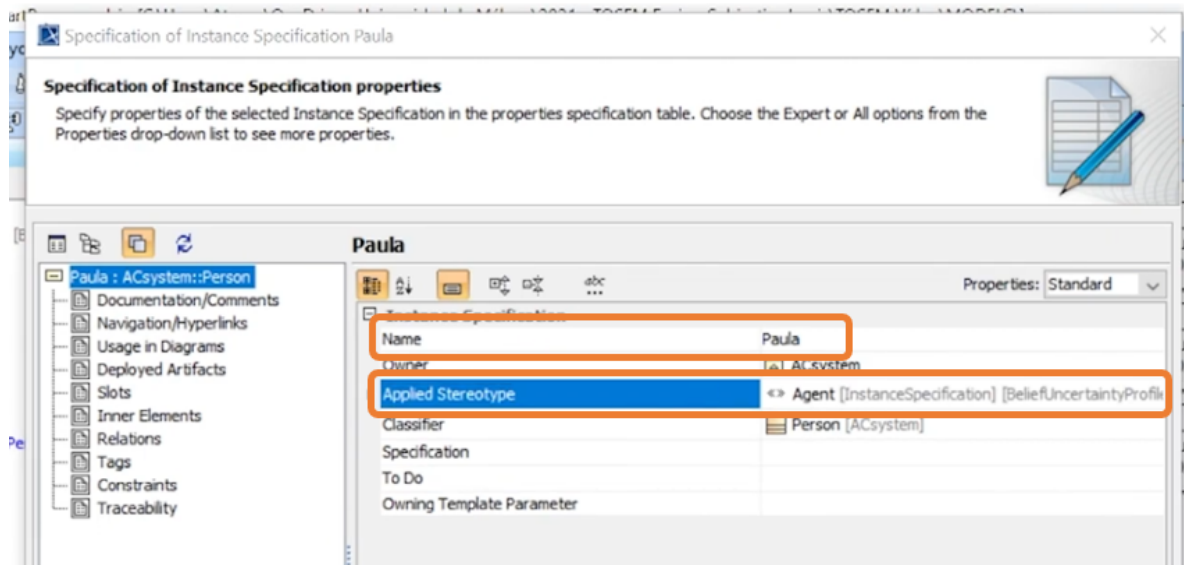 Specification of Instance Specification Paula
Specification of Instance Specification properties
Specify properties of the selected Instance Specification in the properties specification table. Choose the Expert or All options from the
Properties drop-down list to see more properties.
Paula
Paula : ACsystem::Person
Documentation/Comments
Navigation/Hyperlinks
Usage in Diagrams
Deployed Artifacts
Slots
Inner Elements
Relations
Tags
Constraints
Traceability
Properties: Standard
Instance Specification
Name Paula
Owner ACsystem
Applied Stereotype «» Agent [InstanceSpecification] [BeliefUncertaintyProfile
Classifier Person [ACsystem]
Specification
To Do
Owning Template Parameter